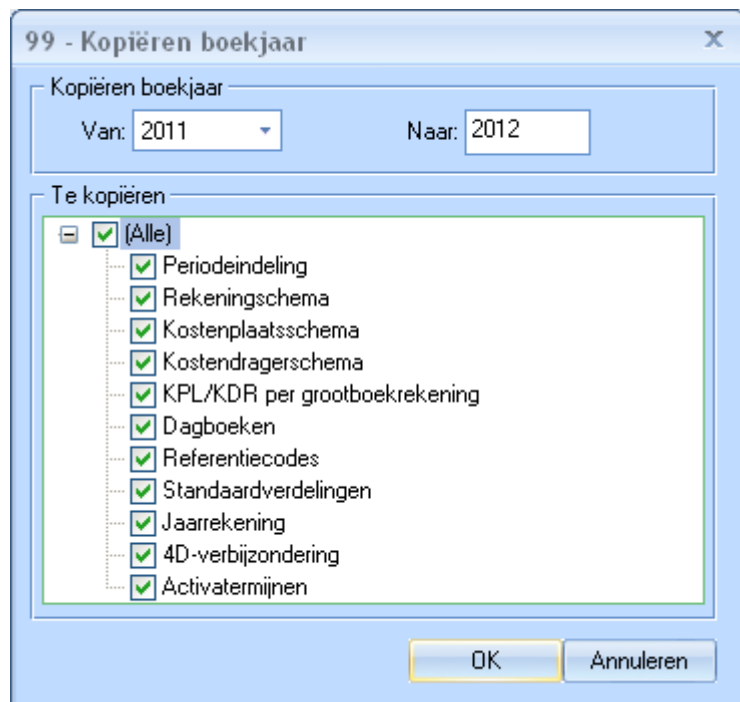 99 - Kopiëren boekjaar
Kopiëren boekjaar
Van: 2011 Naar: 2012
Te kopiëren
(Alle)
Periodeindeling
Rekeningschema
Kostenplaatsschema
Kostendragerschema
KPL/KDR per grootboekrekening
Dagboeken
Referentiecodes
Standaardverdelingen
Jaarrekening
4D-verbijzondering
Activatermijnen
OK Annuleren